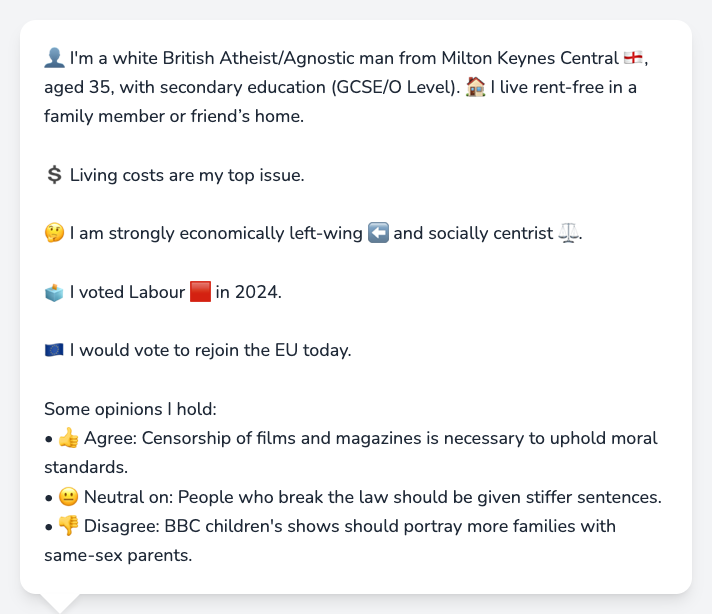 👤 I'm a white British Atheist/Agnostic man from Milton Keynes Central 🏴󠁧󠁢󠁥󠁮󠁧󠁿,
aged 35, with secondary education (GCSE/O Level). 🏠 I live rent-free in a
family member or friend’s home.
💲 Living costs are my top issue.
🤔 I am strongly economically left-wing ⬅️ and socially centrist ⚖️.
🗳️ I voted Labour 🟥 in 2024.
🇪🇺 I would vote to rejoin the EU today.
Some opinions I hold:
• 👍 Agree: Censorship of films and magazines is necessary to uphold moral
standards.
• 😐 Neutral on: People who break the law should be given stiffer sentences.
• 👎 Disagree: BBC children's shows should portray more families with
same-sex parents.